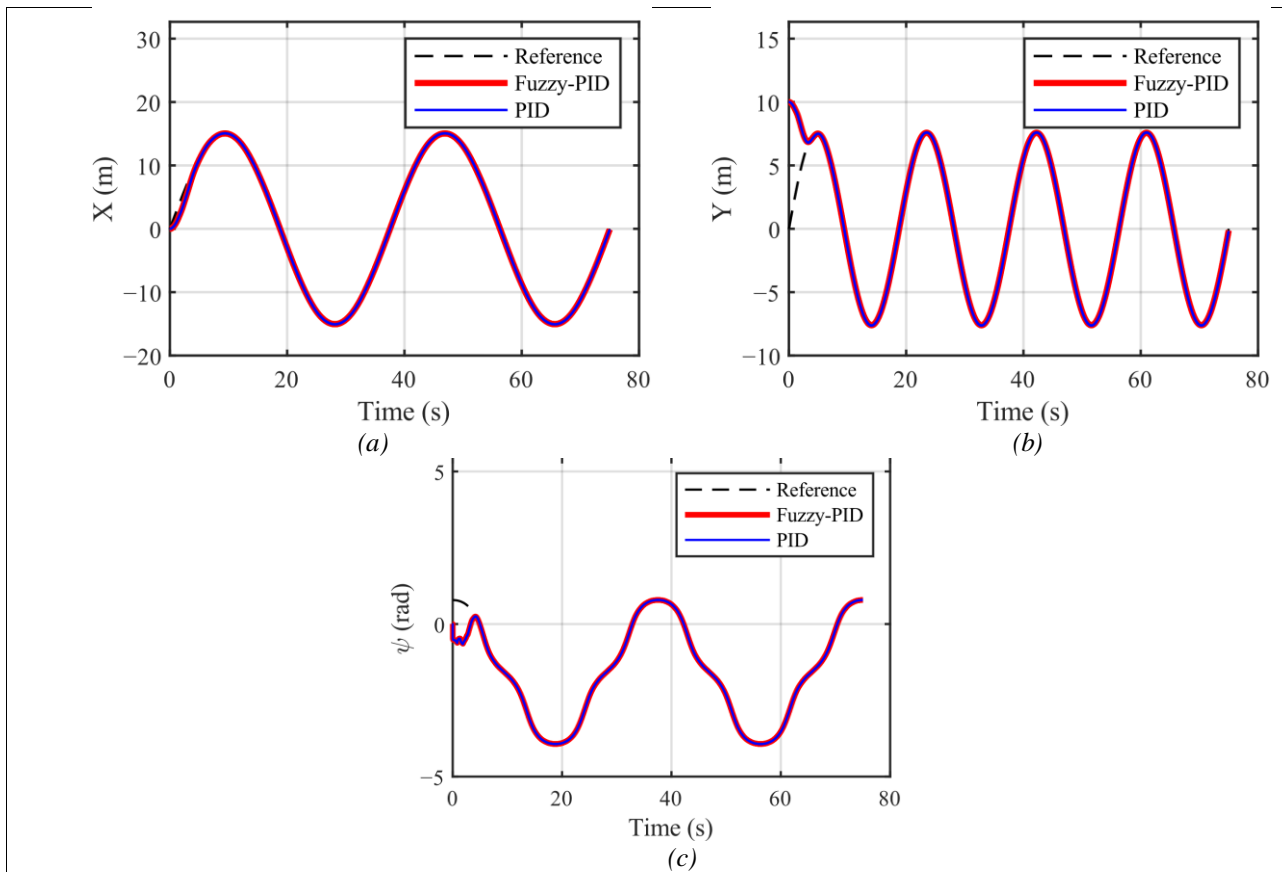 30
20
10
0
−10
−20
X (m)
Reference
Fuzzy-PID
PID
0 20 40 60 80
Time (s)
(a)
15
10
5
0
−5
−10
Y (m)
Reference
Fuzzy-PID
PID
0 20 40 60 80
Time (s)
(b)
5
0
−5
ψ (rad)
Reference
Fuzzy-PID
PID
0 20 40 60 80
Time (s)
(c)